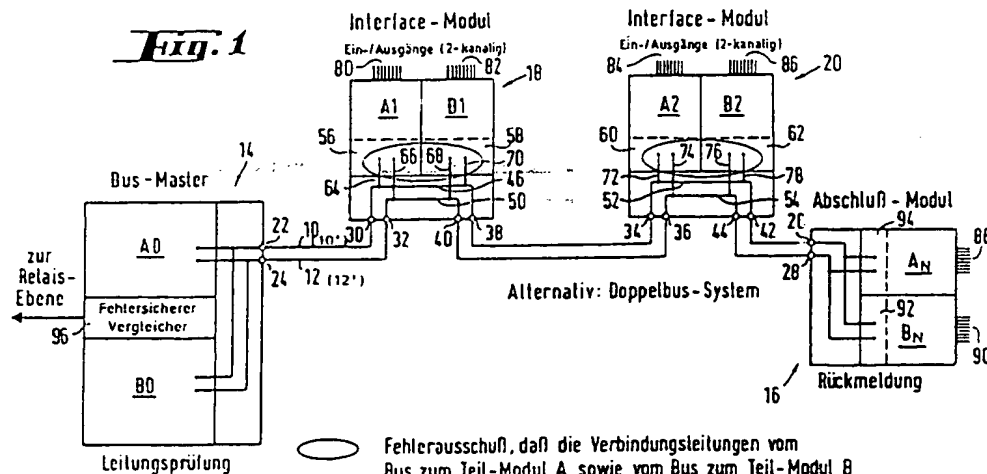 Fig. 1
Interface - Modul
Ein-/Ausgänge (2-kanalig)
80
82
18
A1
B1
56
58
66
68
70
64
46
50
30
32
40
38
Interface - Modul
Ein-/Ausgänge (2-kanalig)
84
86
20
A2
B2
60
62
74
76
72
78
52
54
34
36
44
42
14
Bus-Master
A0
22
10 (10')
24
12 (12')
zur
Relais-
Ebene
96
Fehlersicherer
Vergleicher
B0
Leitungsprüfung
Alternativ: Doppelbus-System
Abschluß - Modul
94
26
28
88
AN
92
BN
90
16
Rückmeldung
Fehlerausschuß, daß die Verbindungsleitungen vom
Bus zum Teil-Modul A sowie vom Bus zum Teil-Modul B